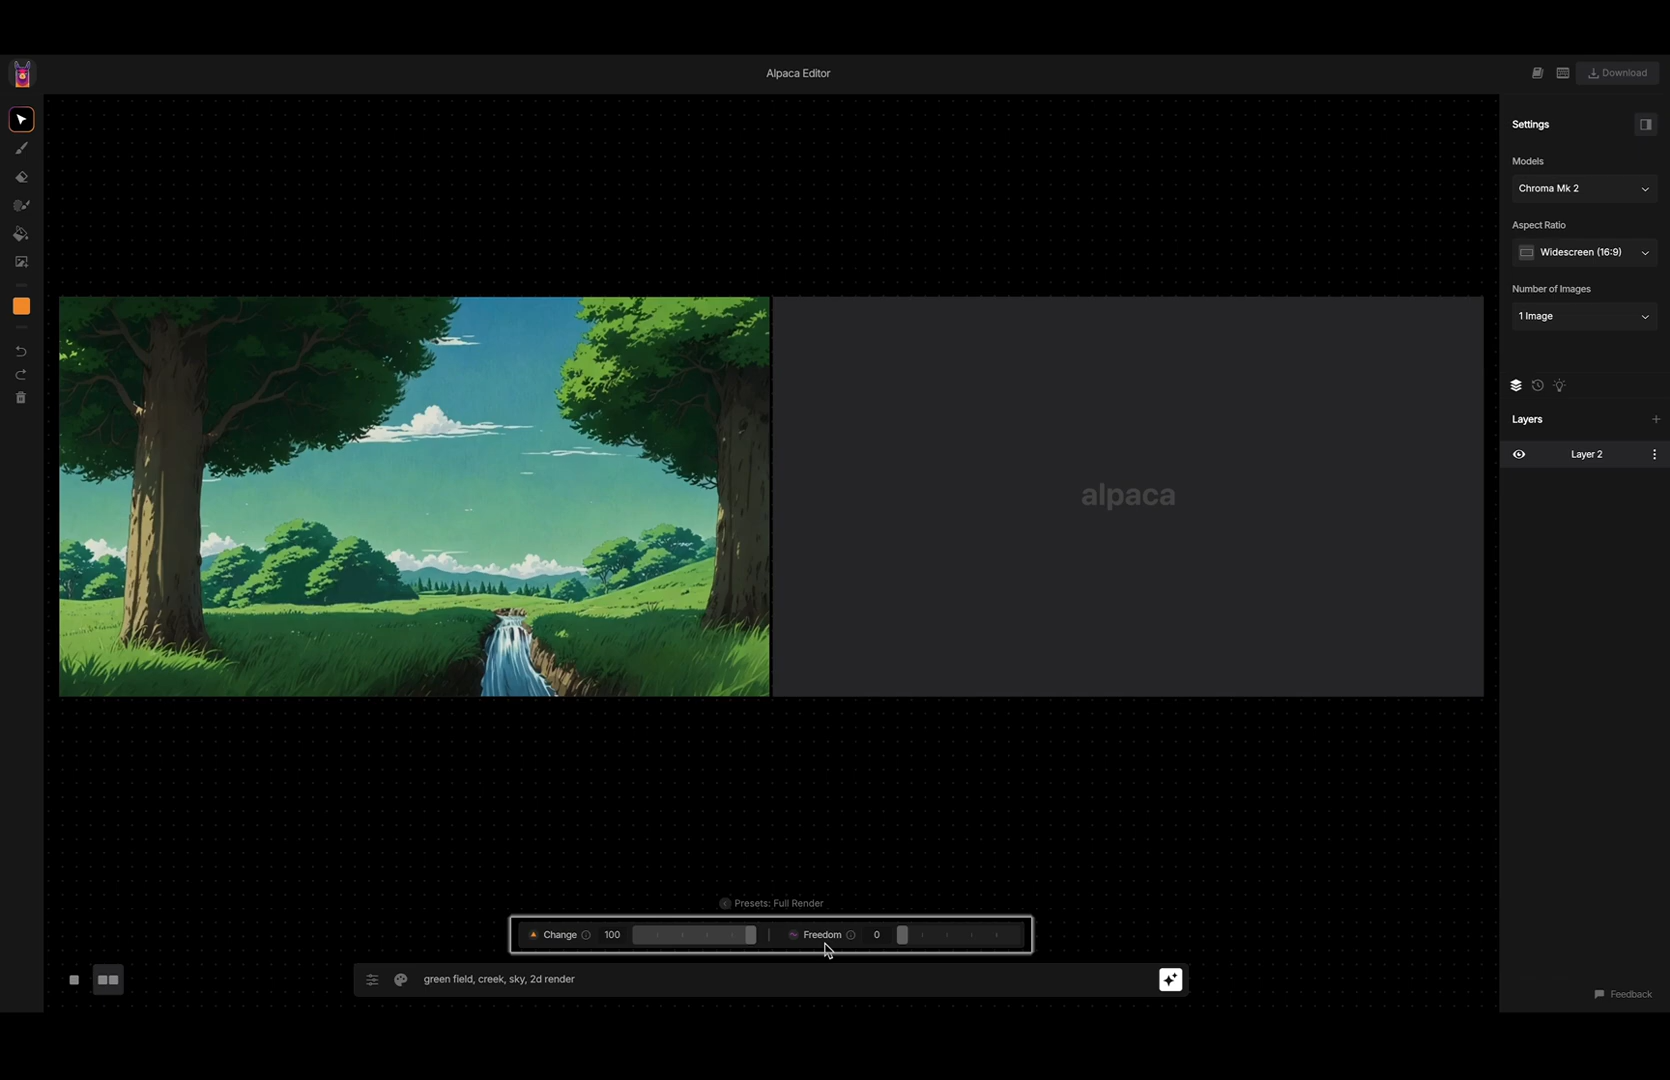 Alpaca Editor
Download
Settings
Models
Chroma Mk 2
Aspect Ratio
Widescreen (16:9)
Number of Images
1 Image
Layers
Layer 2
alpaca
Presets: Full Render
Change 100 Freedom 0
green field, creek, sky, 2d render
Feedback